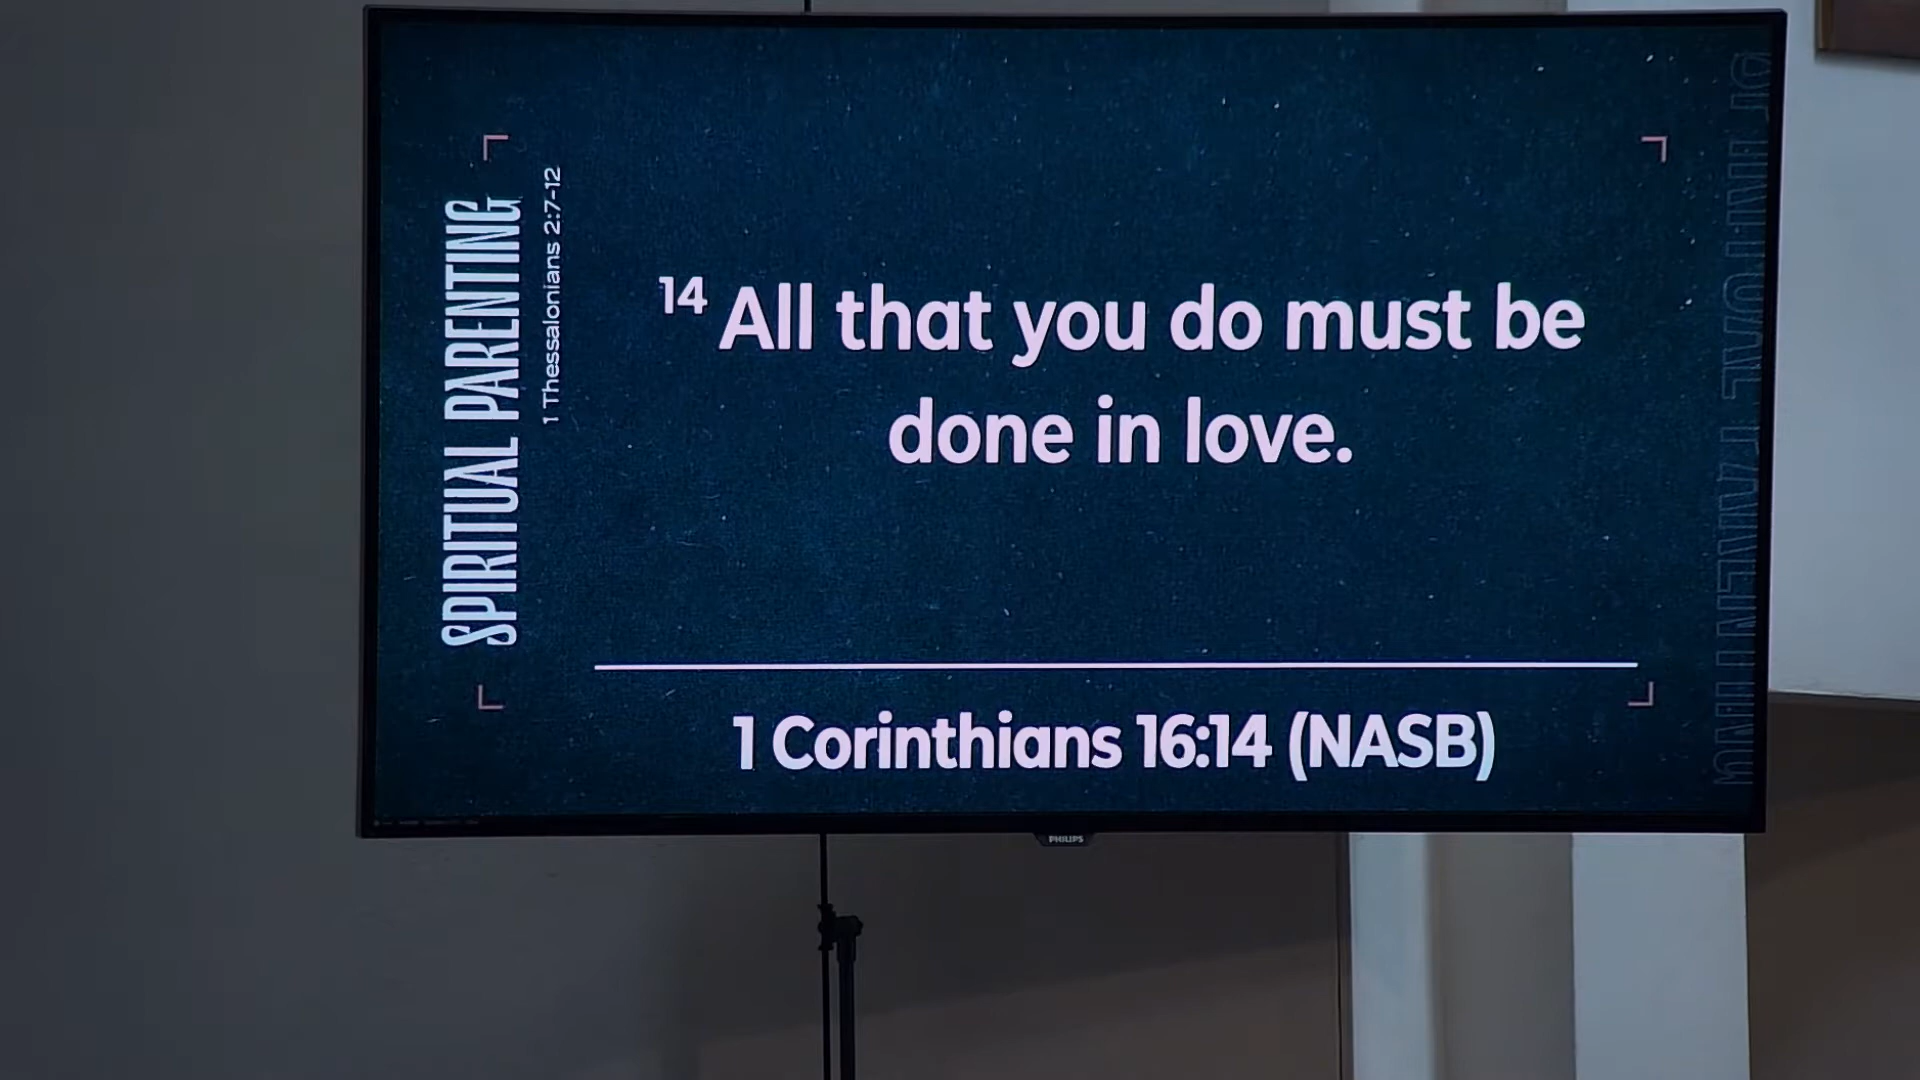 SPIRITUAL PARENTING
1 Thessalonians 2:7-12
14 All that you do must be
done in love.
1 Corinthians 16:14 (NASB)
PHILIPS